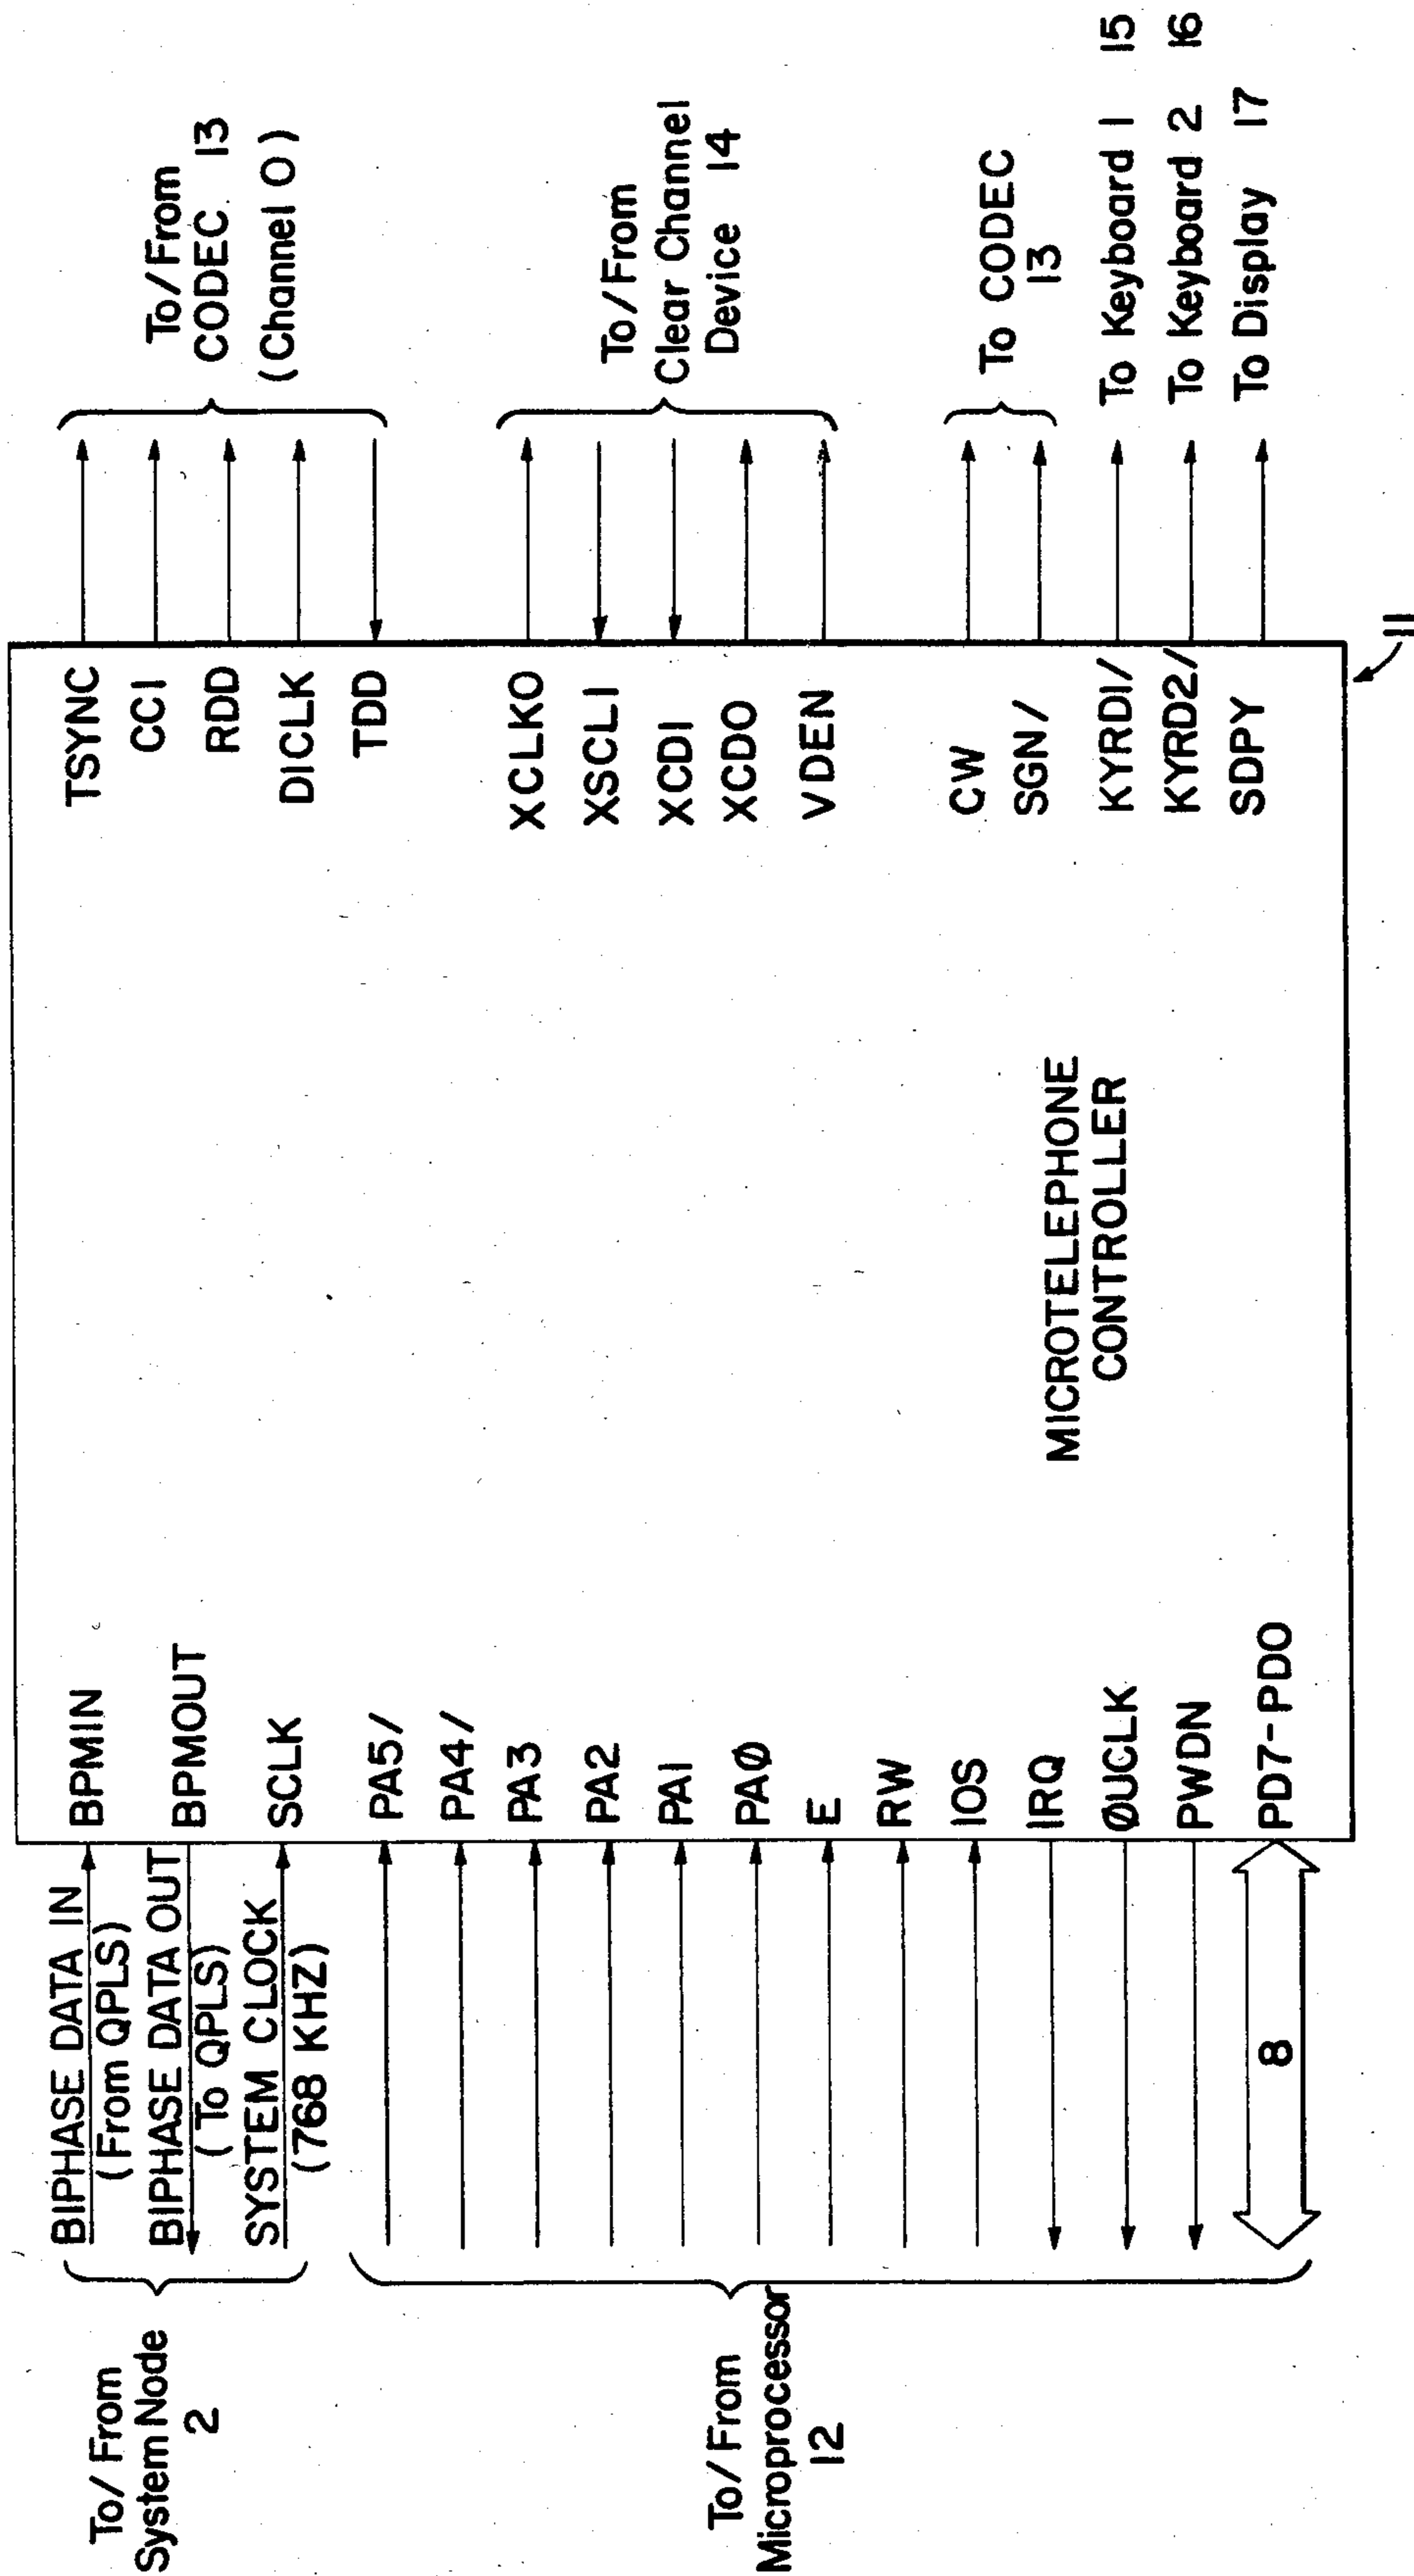 To/From
System Node
2
BIPHASE DATA IN
(From QPLS)
BIPHASE DATA OUT
(To QPLS)
SYSTEM CLOCK
(768 KHZ)
To/From
Microprocessor
12
8
BPMIN
BPMOUT
SCLK
PA5/
PA4/
PA3
PA2
PA1
PAØ
E
RW
IOS
IRQ
ØUCLK
PWDN
PD7-PD0
MICROTELEPHONE
CONTROLLER
TSYNC
CCI
RDD
DICLK
TDD
XCLKO
XSCLI
XCDI
XCDO
VDEN
CW
SGN/
KYRD1/
KYRD2/
SDPY
To/From
CODEC 13
(Channel 0)
To/From
Clear Channel
Device 14
To CODEC
13
To Keyboard 1 15
To Keyboard 2 16
To Display 17
11